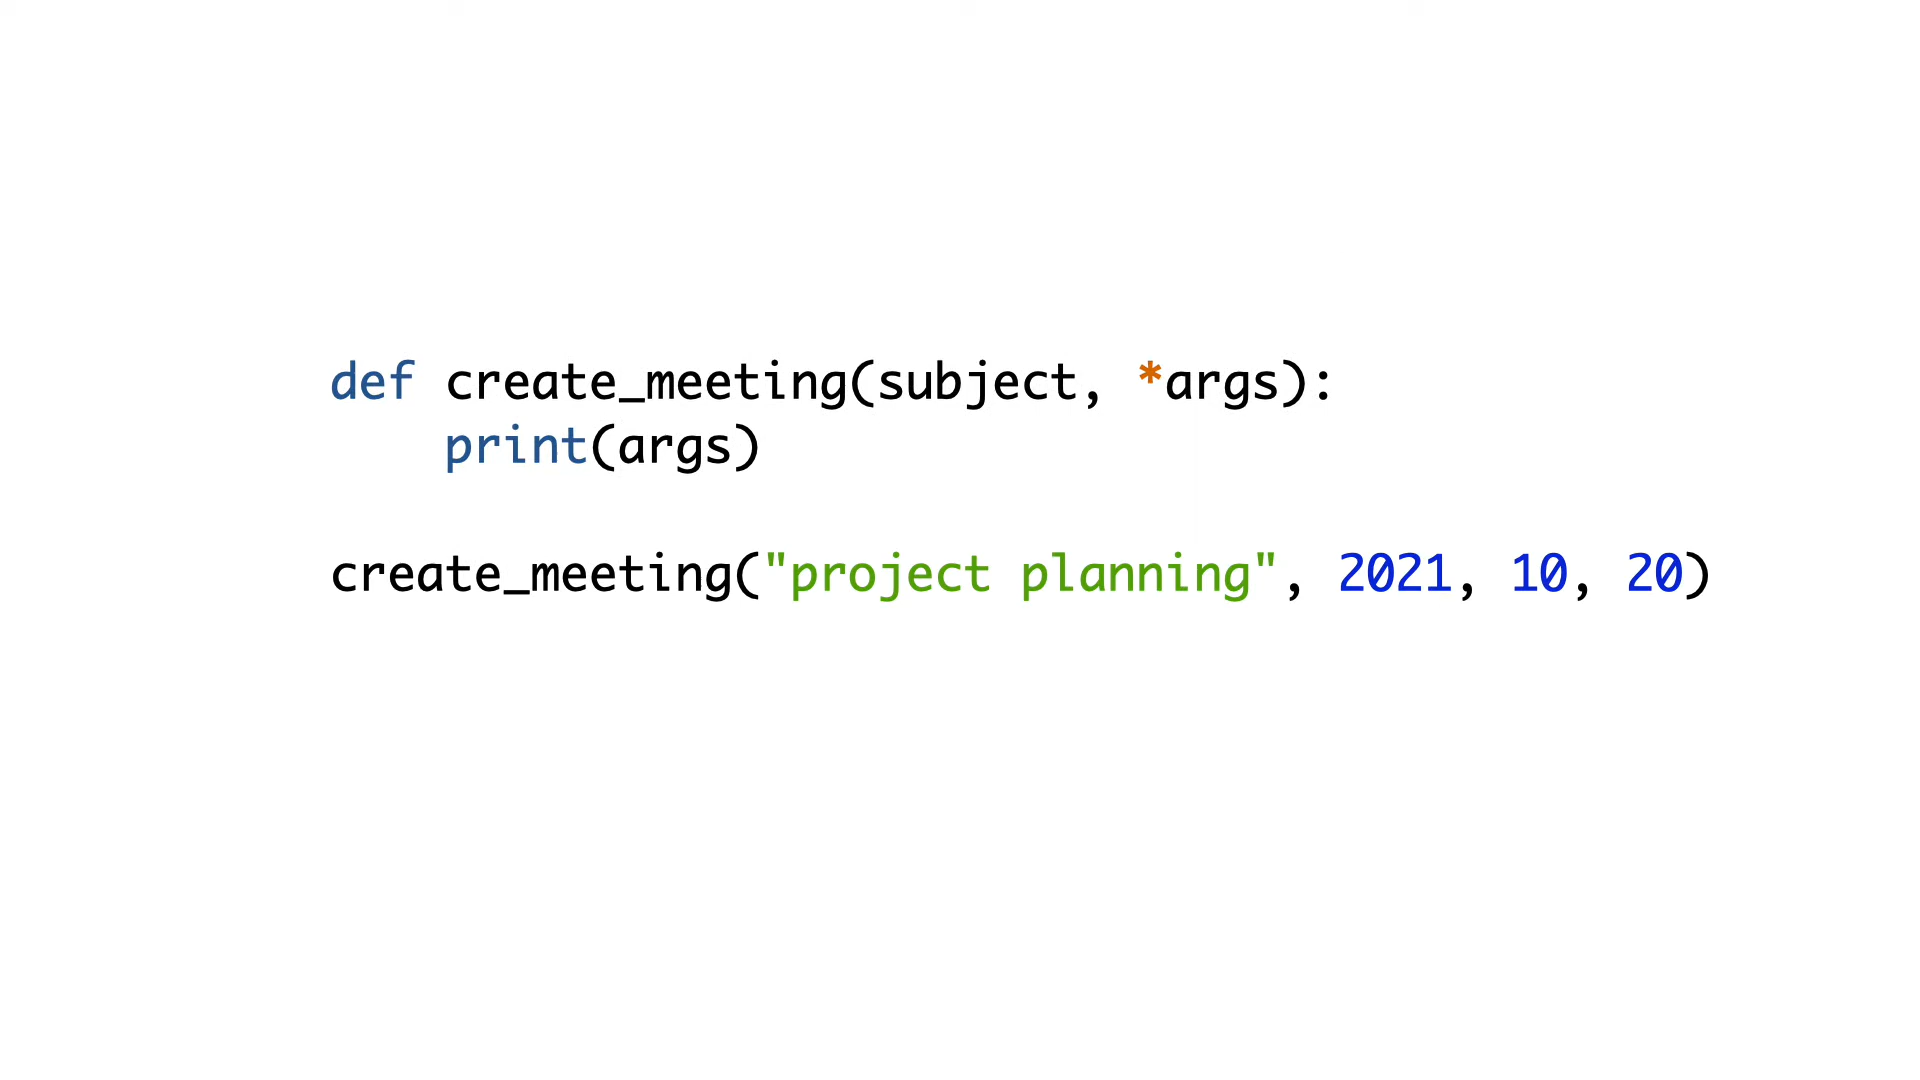 def create_meeting(subject, *args):
    print(args)
create_meeting("project planning", 2021, 10, 20)